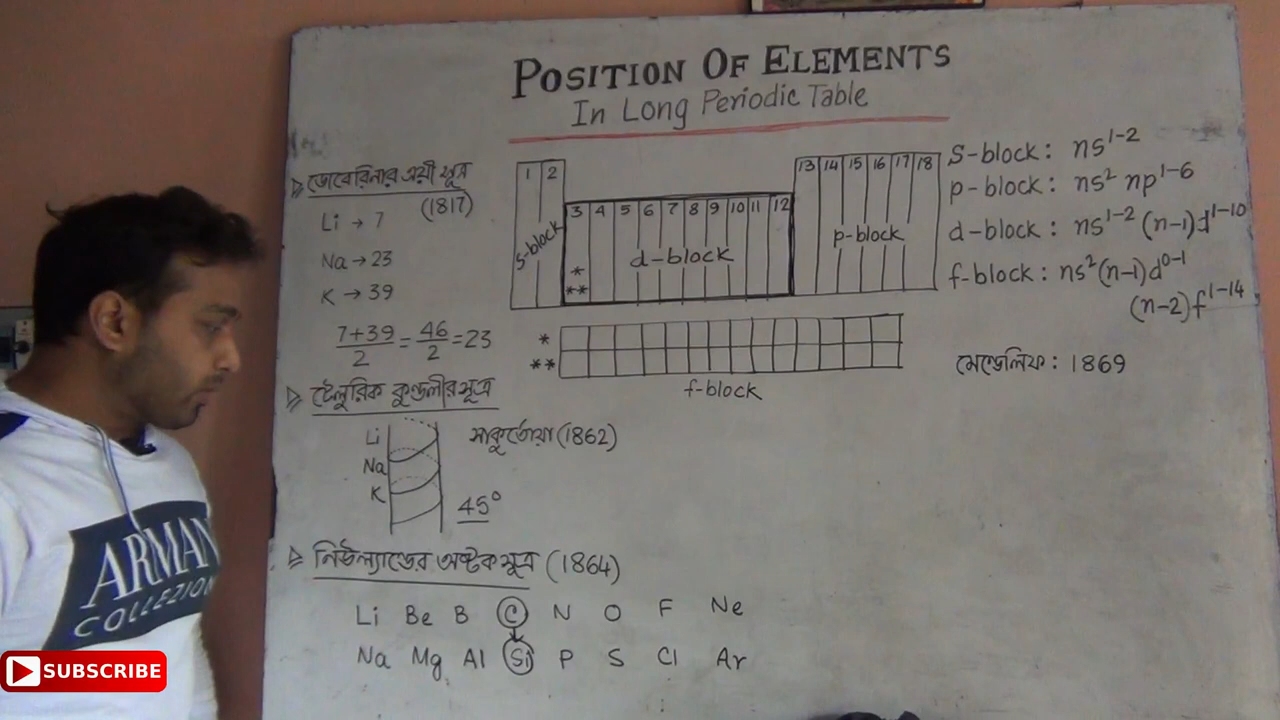 POSITION OF ELEMENTS
In Long Periodic Table
ডোবেরিনার ত্রয়ী সূত্র
(1817)
Li → 7
Na → 23
K → 39
7+39/2 = 46/2 = 23
টেলুরিক কুন্ডলীর সূত্র
Li
Na
K
সাকুর্তোয়া (1862)
45°
নিউল্যান্ডের অষ্টক সূত্র (1864)
Li Be B C N O F Ne
Na Mg Al Si P S Cl Ar
1 2
s-block
3 4 5 6 7 8 9 10 11 12
d-block
*
**
13 14 15 16 17 18
p-block
*
**
f-block
S-block: ns¹⁻²
p-block: ns² np¹⁻⁶
d-block: ns¹⁻² (n-1)d¹⁻¹⁰
f-block: ns² (n-1)d⁰⁻¹
(n-2)f¹⁻¹⁴
মেন্ডেলিফ: 1869
ARMAN
COLLEZIO
SUBSCRIBE